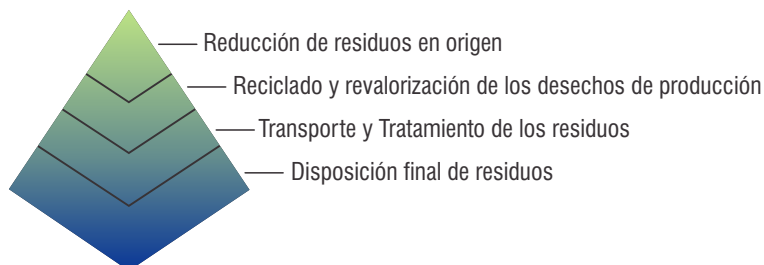 Reducción de residuos en origen
Reciclado y revalorización de los desechos de producción
Transporte y Tratamiento de los residuos
Disposición final de residuos